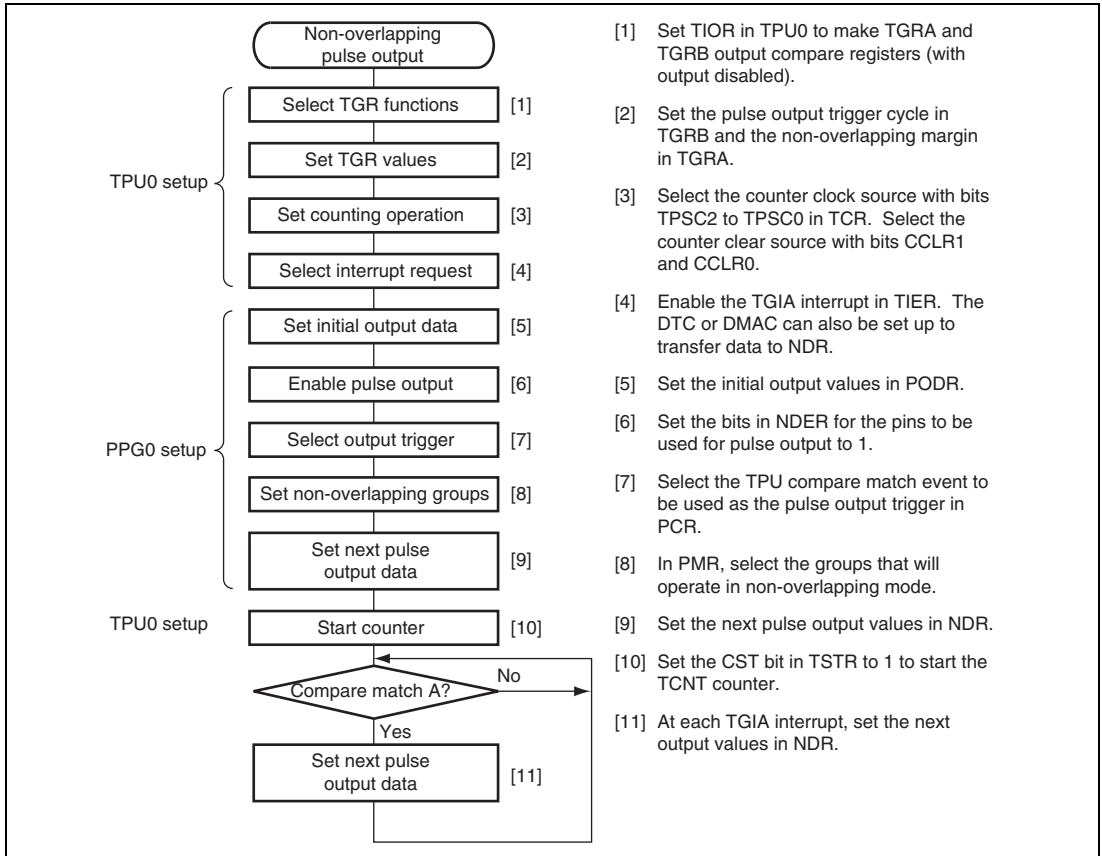 Non-overlapping
pulse output
TPU0 setup
Select TGR functions [1]
Set TGR values [2]
Set counting operation [3]
Select interrupt request [4]
PPG0 setup
Set initial output data [5]
Enable pulse output [6]
Select output trigger [7]
Set non-overlapping groups [8]
Set next pulse
output data [9]
TPU0 setup
Start counter [10]
Compare match A?
No
Yes
Set next pulse
output data [11]
[1] Set TIOR in TPU0 to make TGRA and
TGRB output compare registers (with
output disabled).
[2] Set the pulse output trigger cycle in
TGRB and the non-overlapping margin
in TGRA.
[3] Select the counter clock source with bits
TPSC2 to TPSC0 in TCR. Select the
counter clear source with bits CCLR1
and CCLR0.
[4] Enable the TGIA interrupt in TIER. The
DTC or DMAC can also be set up to
transfer data to NDR.
[5] Set the initial output values in PODR.
[6] Set the bits in NDER for the pins to be
used for pulse output to 1.
[7] Select the TPU compare match event to
be used as the pulse output trigger in
PCR.
[8] In PMR, select the groups that will
operate in non-overlapping mode.
[9] Set the next pulse output values in NDR.
[10] Set the CST bit in TSTR to 1 to start the
TCNT counter.
[11] At each TGIA interrupt, set the next
output values in NDR.